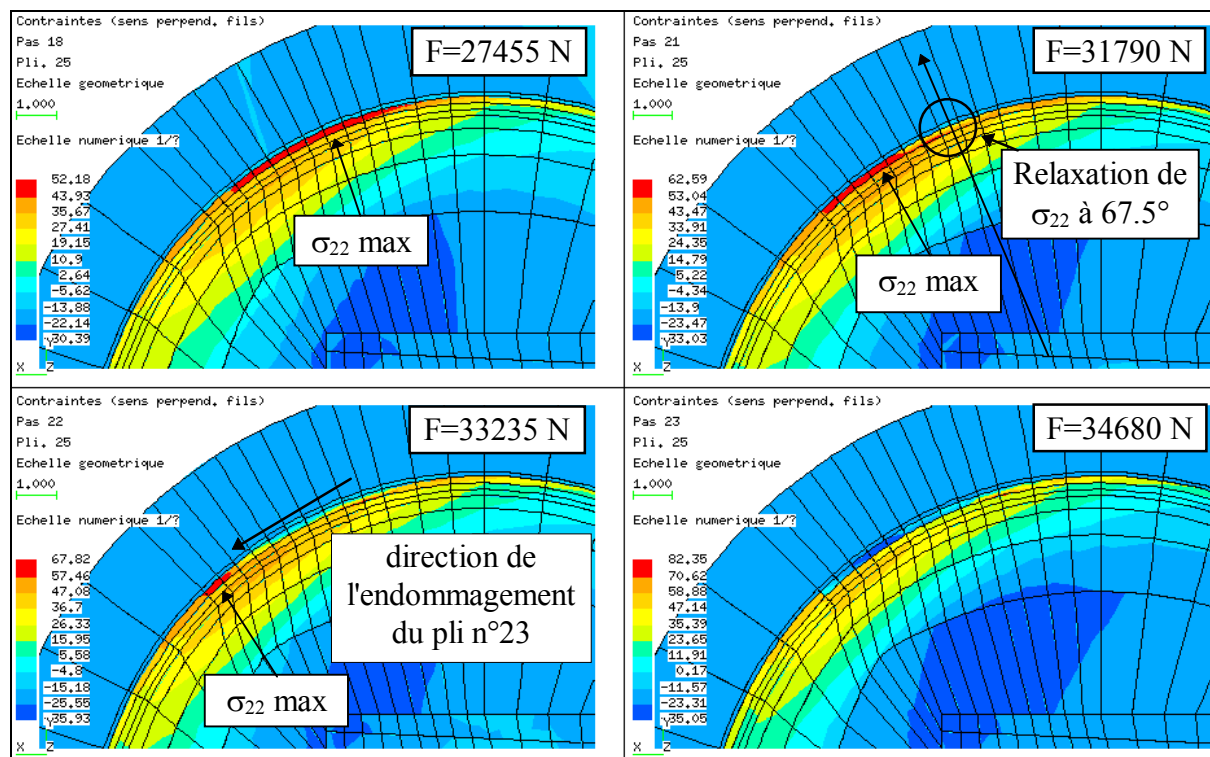 Contraintes (sens perpend. fils)
Pas 18
Pli. 25
Echelle geometrique
1.000
Echelle numerique 1/?
52.18
43.93
35.67
27.41
19.15
10.9
2.64
-5.62
-13.88
-22.14
-30.39
Y
X Z
F=27455 N
σ22 max
Contraintes (sens perpend. fils)
Pas 21
Pli. 25
Echelle geometrique
1.000
Echelle numerique 1/?
62.59
53.04
43.47
33.91
24.35
14.79
5.22
-4.34
-13.9
-23.47
-33.03
Y
X Z
F=31790 N
Relaxation de
σ22 à 67.5°
σ22 max
Contraintes (sens perpend. fils)
Pas 22
Pli. 25
Echelle geometrique
1.000
Echelle numerique 1/?
67.82
57.46
47.08
36.7
26.33
15.95
5.58
-4.8
-15.18
-25.55
-35.93
Y
X Z
F=33235 N
direction de
l'endommagement
du pli n°23
σ22 max
Contraintes (sens perpend. fils)
Pas 23
Pli. 25
Echelle geometrique
1.000
Echelle numerique 1/?
82.35
70.62
58.88
47.14
35.39
23.65
11.91
0.17
-11.57
-23.31
-35.05
Y
X Z
F=34680 N